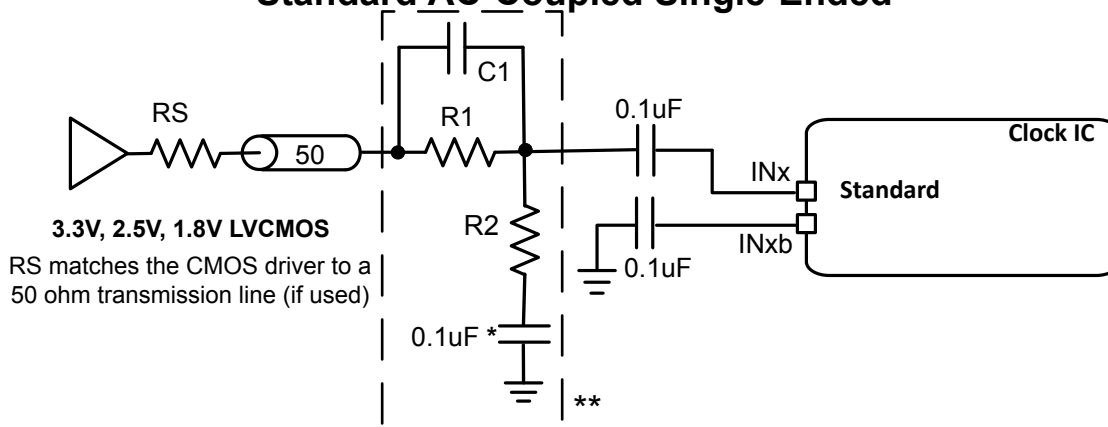 Standard AC-Coupled Single-Ended
C1
RS
R1
0.1uF
Clock IC
50
INx
Standard
3.3V, 2.5V, 1.8V LVCMOS
R2
INxb
RS matches the CMOS driver to a
0.1uF
50 ohm transmission line (if used)
0.1uF *
**